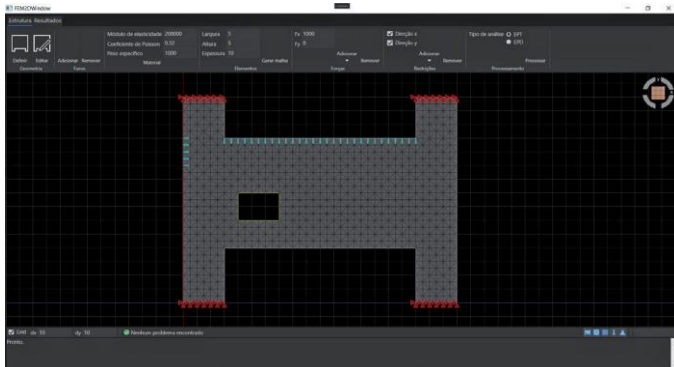 FEM2DWindow
Estrutura Resultados
Módulo de elasticidade 200000 Largura 5 Fx 1000 Direção x Tipo de análise EPT
Coeficiente de Poisson 0.32 Altura 5 Fy 0 Direção y EPD
Peso específico 1000 Espessura 10 Adicionar Adicionar
Definir Editar Adicionar Remover Gerar malha Remover Remover Processar
Geometria Furos Material Elementos Forças Restrições Processamento
Grid dx 10 dy 10 Nenhum problema encontrado
Pronto.